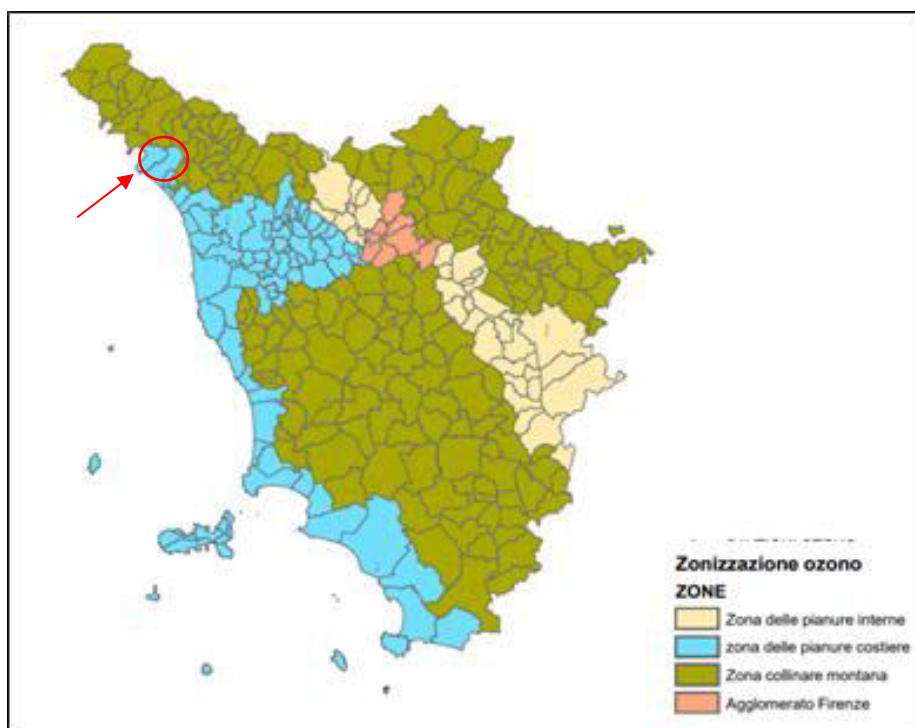 Zonizzazione ozono
ZONE
Zona delle pianure interne
zona delle pianure costiere
Zona collinare montana
Agglomerato Firenze